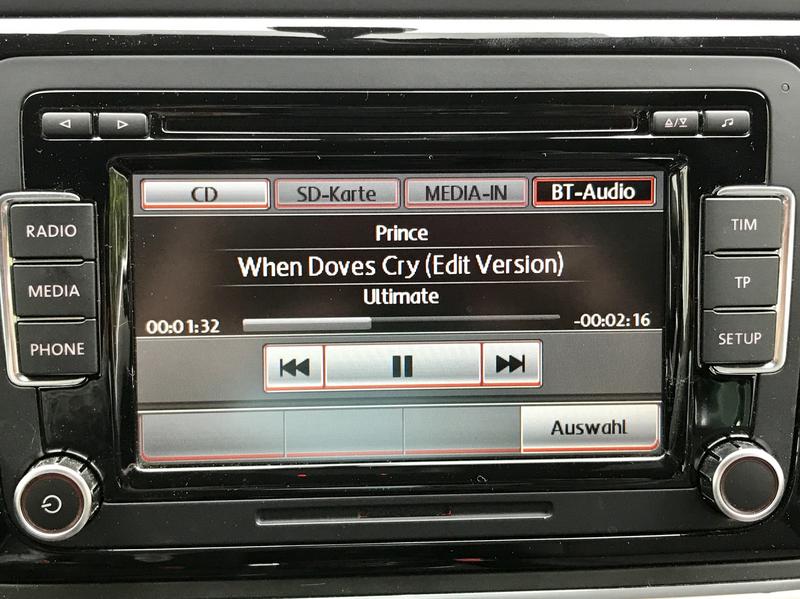 CD SD-Karte MEDIA-IN BT-Audio
RADIO
MEDIA
PHONE
Prince
When Doves Cry (Edit Version)
Ultimate
00:01:32 -00:02:16
Auswahl
TIM
TP
SETUP